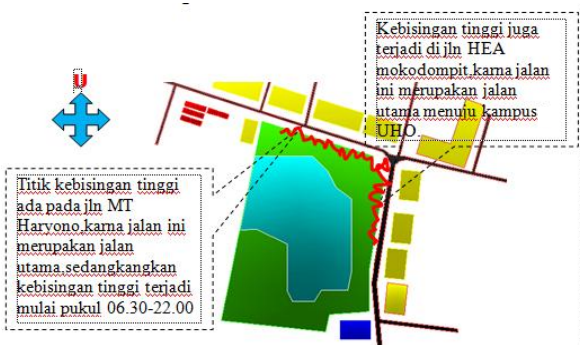 U
Kebisingan tinggi juga
terjadi di jln HEA
mokodompit,karna jalan
ini merupakan jalan
utama menuju kampus
UHO.
Titik kebisingan tinggi
ada pada jln MT
Haryono,karna jalan ini
merupakan jalan
utama.sedangkangkan
kebisingan tinggi terjadi
mulai pukul 06.30-22.00